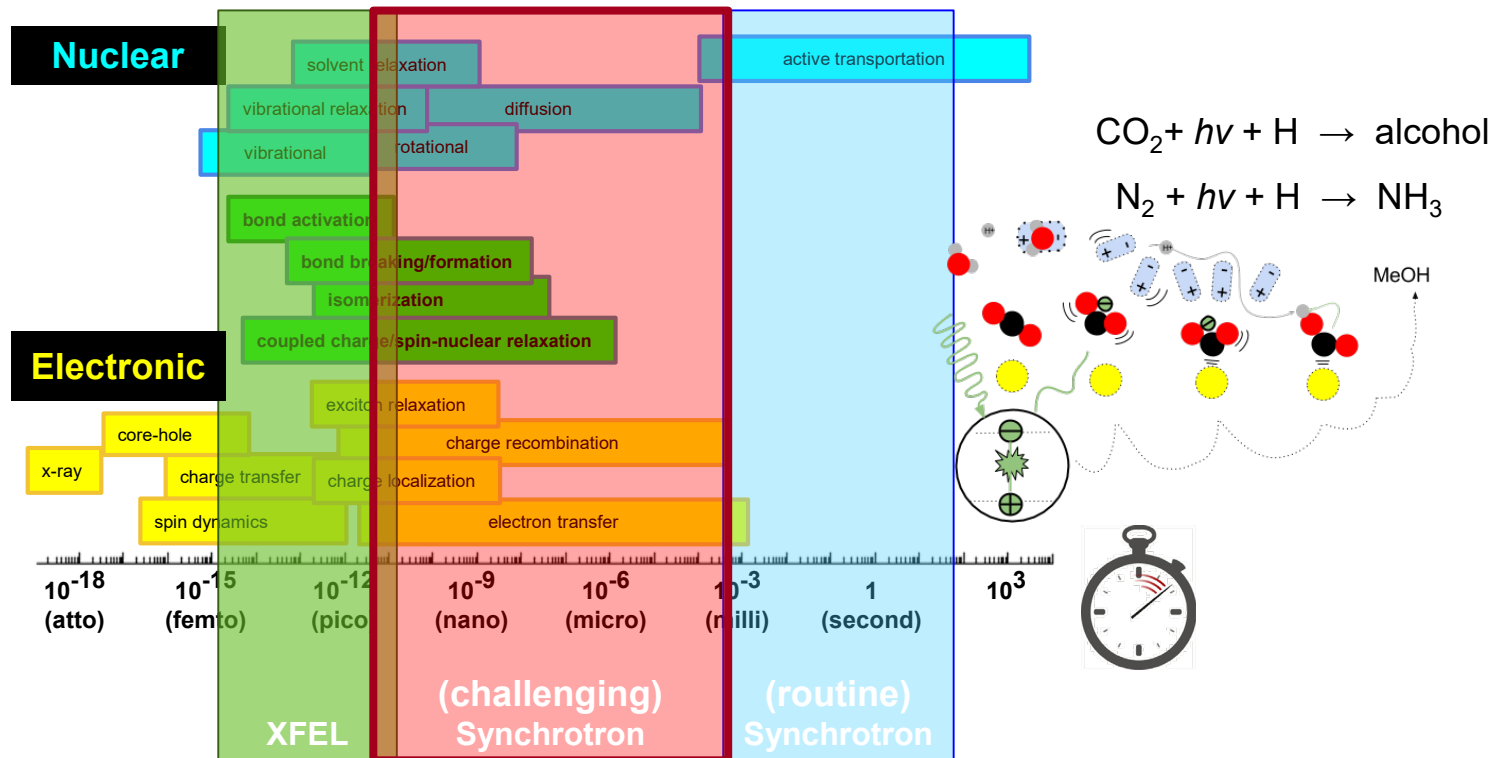 Nuclear
solvent relaxation
active transportation
vibrational relaxation
diffusion
vibrational
rotational
CO₂+ hv + H → alcohol
N₂ + hv + H → NH₃
bond activation
bond breaking/formation
isomerization
coupled charge/spin-nuclear relaxation
H+
+ -
+ -
H+
- +
- +
- +
- +
MeOH
Electronic
exciton relaxation
core-hole
charge recombination
x-ray
charge transfer
charge localization
spin dynamics
electron transfer
10⁻¹⁸ 10⁻¹⁵ 10⁻¹² 10⁻⁹ 10⁻⁶ 10⁻³ 1 10³
(atto) (femto) (pico (nano) (micro) (milli) (second)
(challenging) (routine)
XFEL Synchrotron Synchrotron